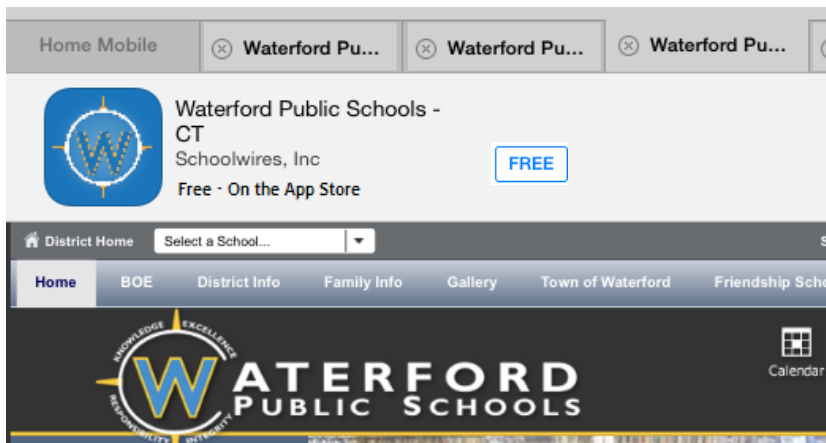 Home Mobile
Waterford Pu...
Waterford Pu...
Waterford Pu...
Waterford Public Schools -
CT
Schoolwires, Inc
Free · On the App Store
FREE
District Home
Select a School...
Home
BOE
District Info
Family Info
Gallery
Town of Waterford
Friendship Scho
KNOWLEDGE
EXCELLENCE
RESPONSIBILITY
INTEGRITY
WATERFORD
PUBLIC SCHOOLS
Calendar